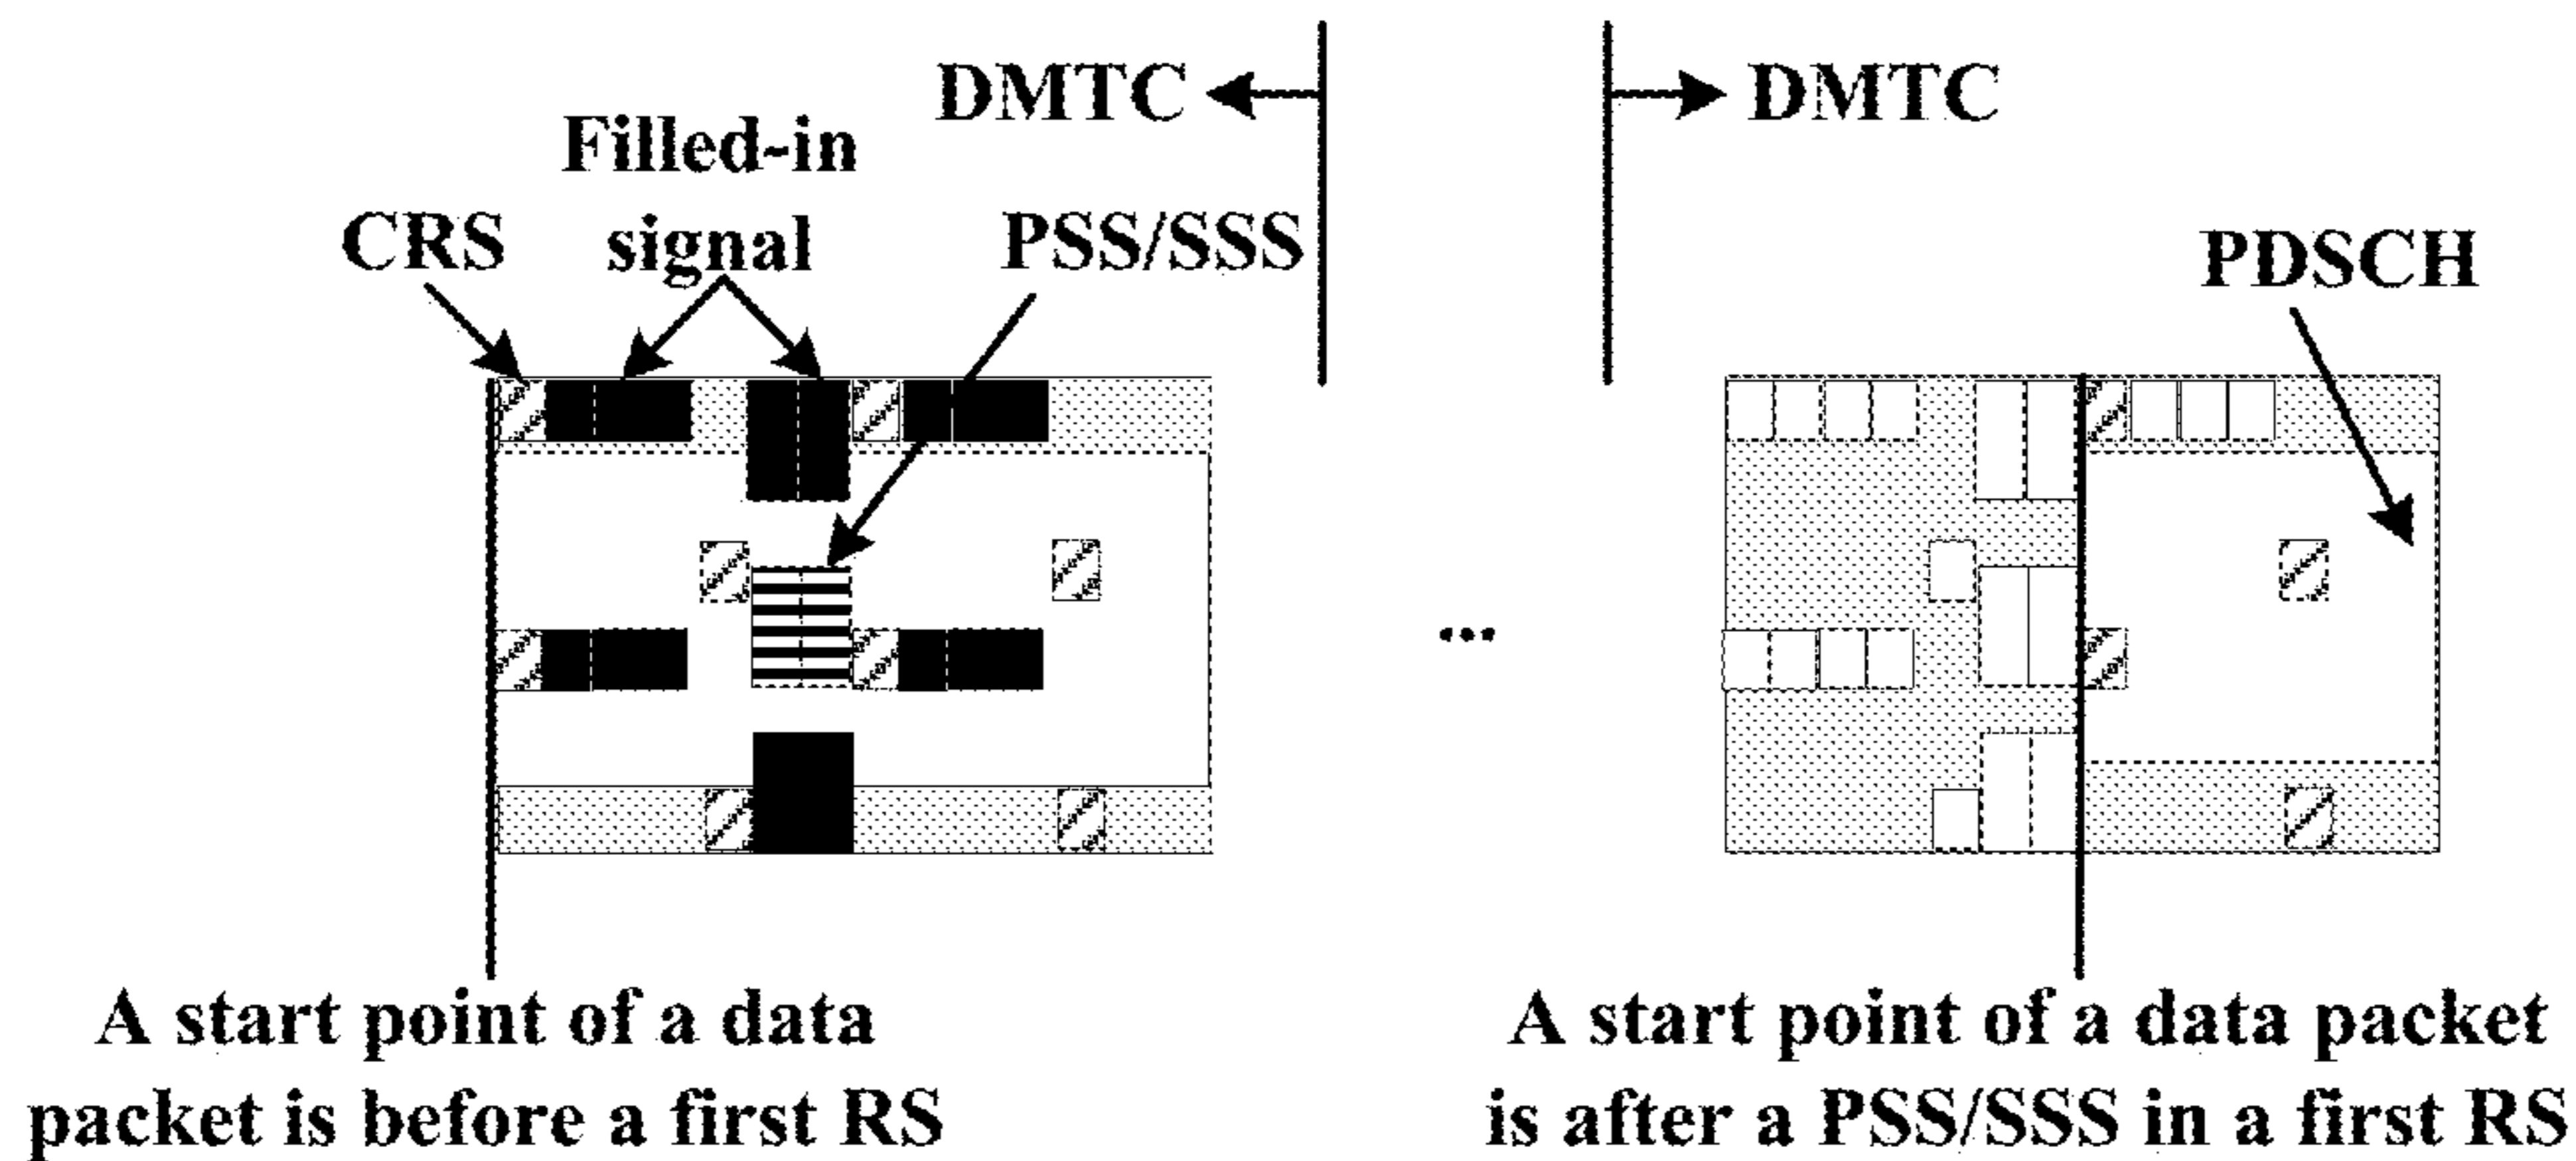 DMTC
DMTC
Filled-in
signal
CRS
PSS/SSS
PDSCH
...
A start point of a data
packet is before a first RS
A start point of a data packet
is after a PSS/SSS in a first RS